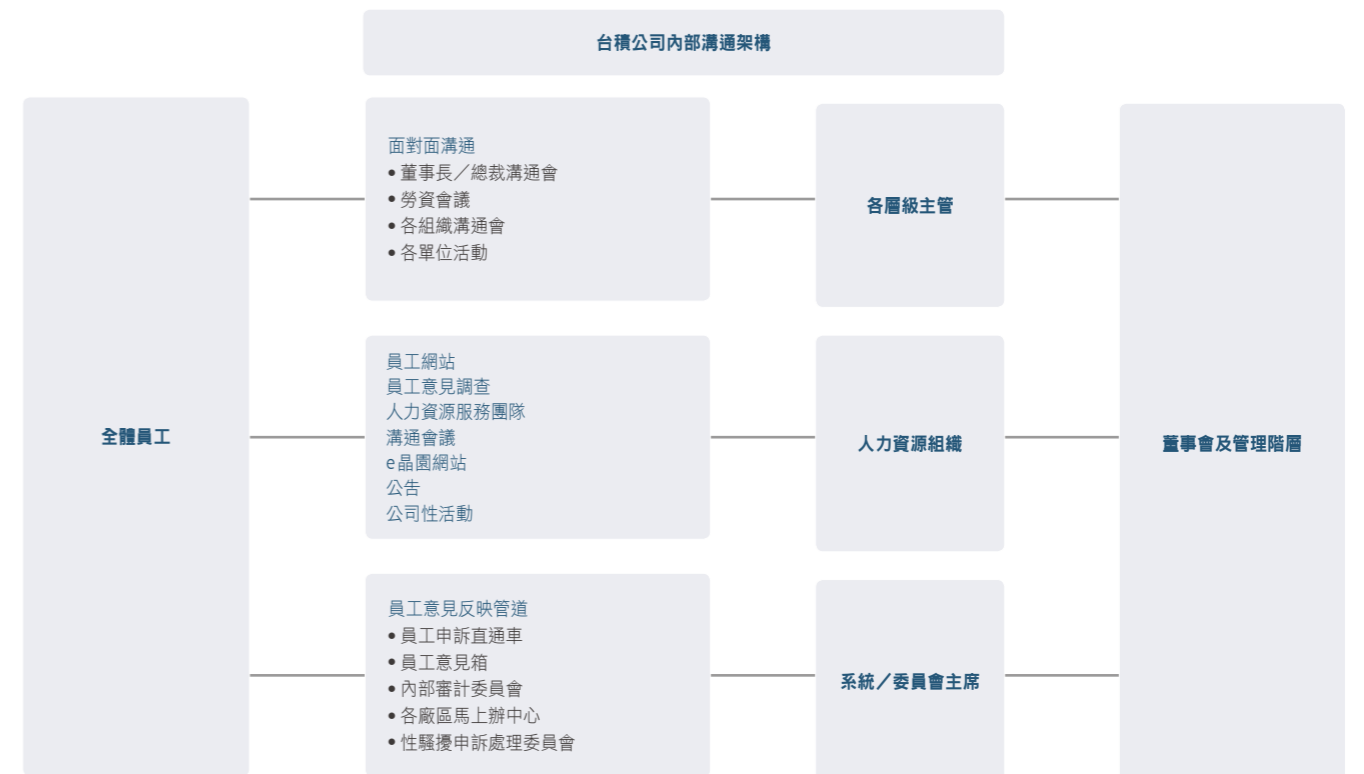 台積公司內部溝通架構
全體員工
面對面溝通
• 董事長／總裁溝通會
• 勞資會議
• 各組織溝通會
• 各單位活動
各層級主管
員工網站
員工意見調查
人力資源服務團隊
溝通會議
e晶園網站
公告
公司性活動
人力資源組織
員工意見反映管道
• 員工申訴直通車
• 員工意見箱
• 內部審計委員會
• 各廠區馬上辦中心
• 性騷擾申訴處理委員會
系統／委員會主席
董事會及管理階層